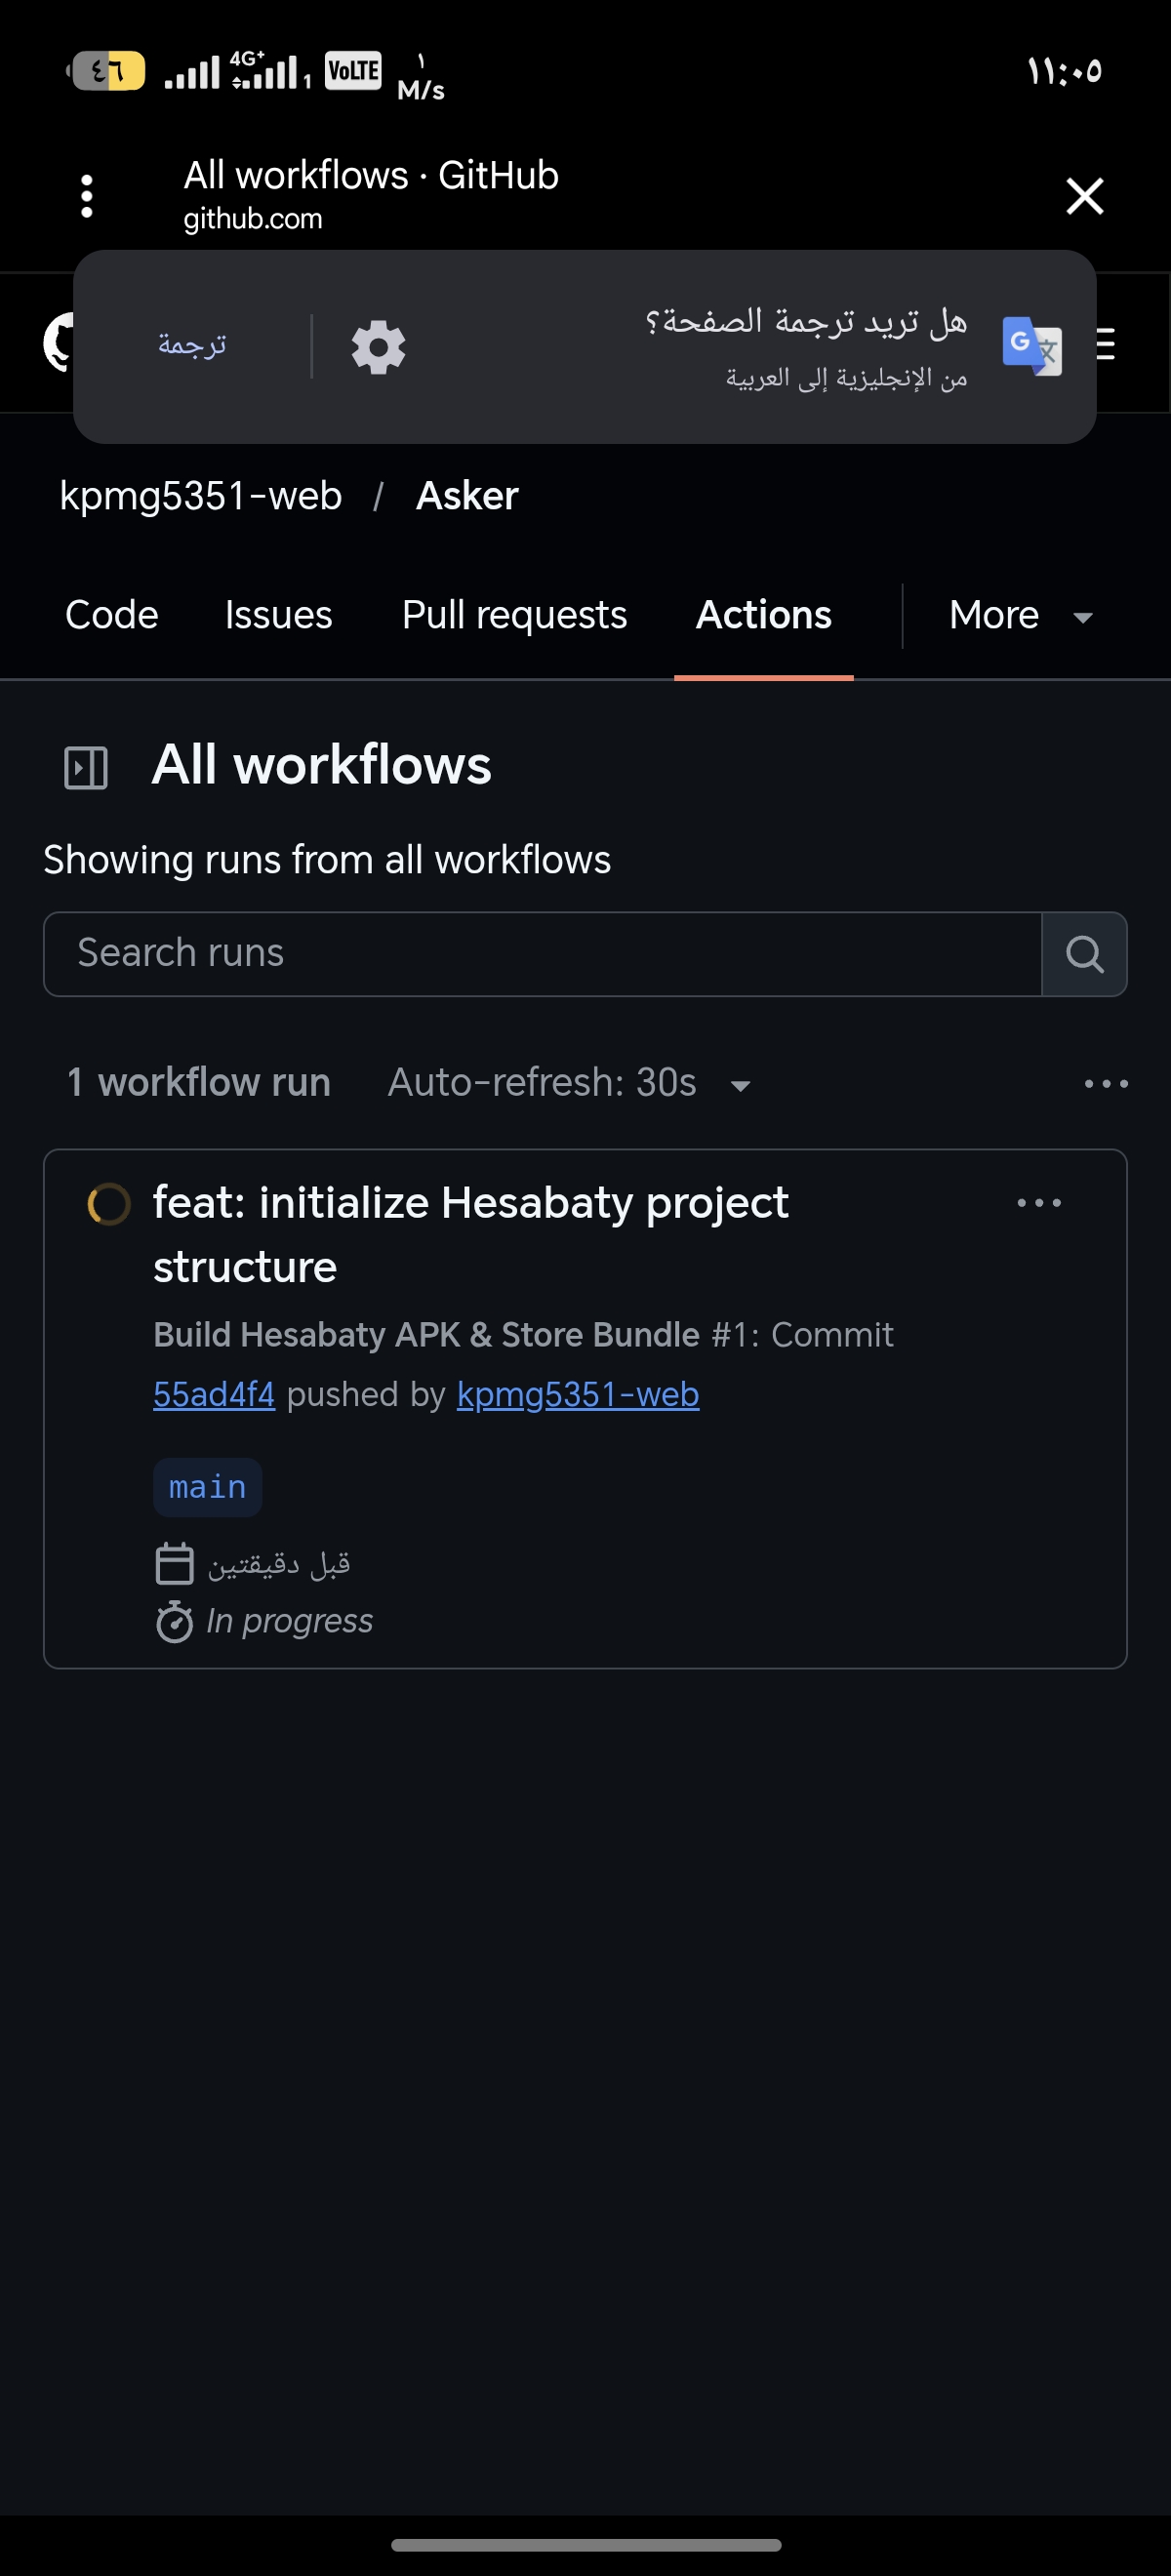 ٤٦ 4G+ 1 VoLTE ١ M/s ١١:٠٥
All workflows · GitHub
github.com
هل تريد ترجمة الصفحة؟
من الإنجليزية إلى العربية
ترجمة
kpmg5351-web / Asker
Code Issues Pull requests Actions More
All workflows
Showing runs from all workflows
Search runs
1 workflow run Auto-refresh: 30s
feat: initialize Hesabaty project
structure
Build Hesabaty APK & Store Bundle #1: Commit
55ad4f4 pushed by kpmg5351-web
main
قبل دقيقتين
In progress